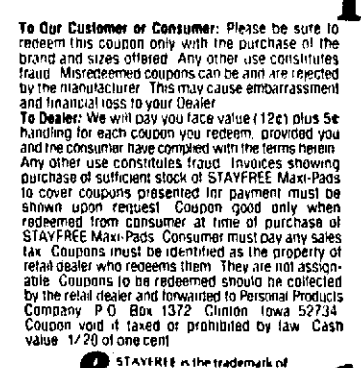 To Our Customer or Consumer: Please be sure to
redeem this coupon only with the purchase of the
brand and sizes offered Any other use constitutes
fraud Misredeemed coupons can be and are rejected
by the manufacturer This may cause embarrassment
and financial loss to your Dealer
To Dealer: We will pay you face value (12¢) plus 5¢
handling for each coupon you redeem, provided you
and the consumer have complied with the terms herein
Any other use constitutes fraud Invoices showing
purchase of sufficient stock of STAYFREE Maxi-Pads
to cover coupons presented for payment must be
shown upon request Coupon good only when
redeemed from consumer at time of purchase of
STAYFREE Maxi-Pads Consumer must pay any sales
tax Coupons must be identified as the property of
retail dealer who redeems them They are not assign-
able Coupons to be redeemed should be collected
by the retail dealer and forwarded to Personal Products
Company P O Box 1372 Clinton Iowa 52734
Coupon void if taxed or prohibited by law Cash
value 1/20 of one cent
STAYFREE is the trademark of